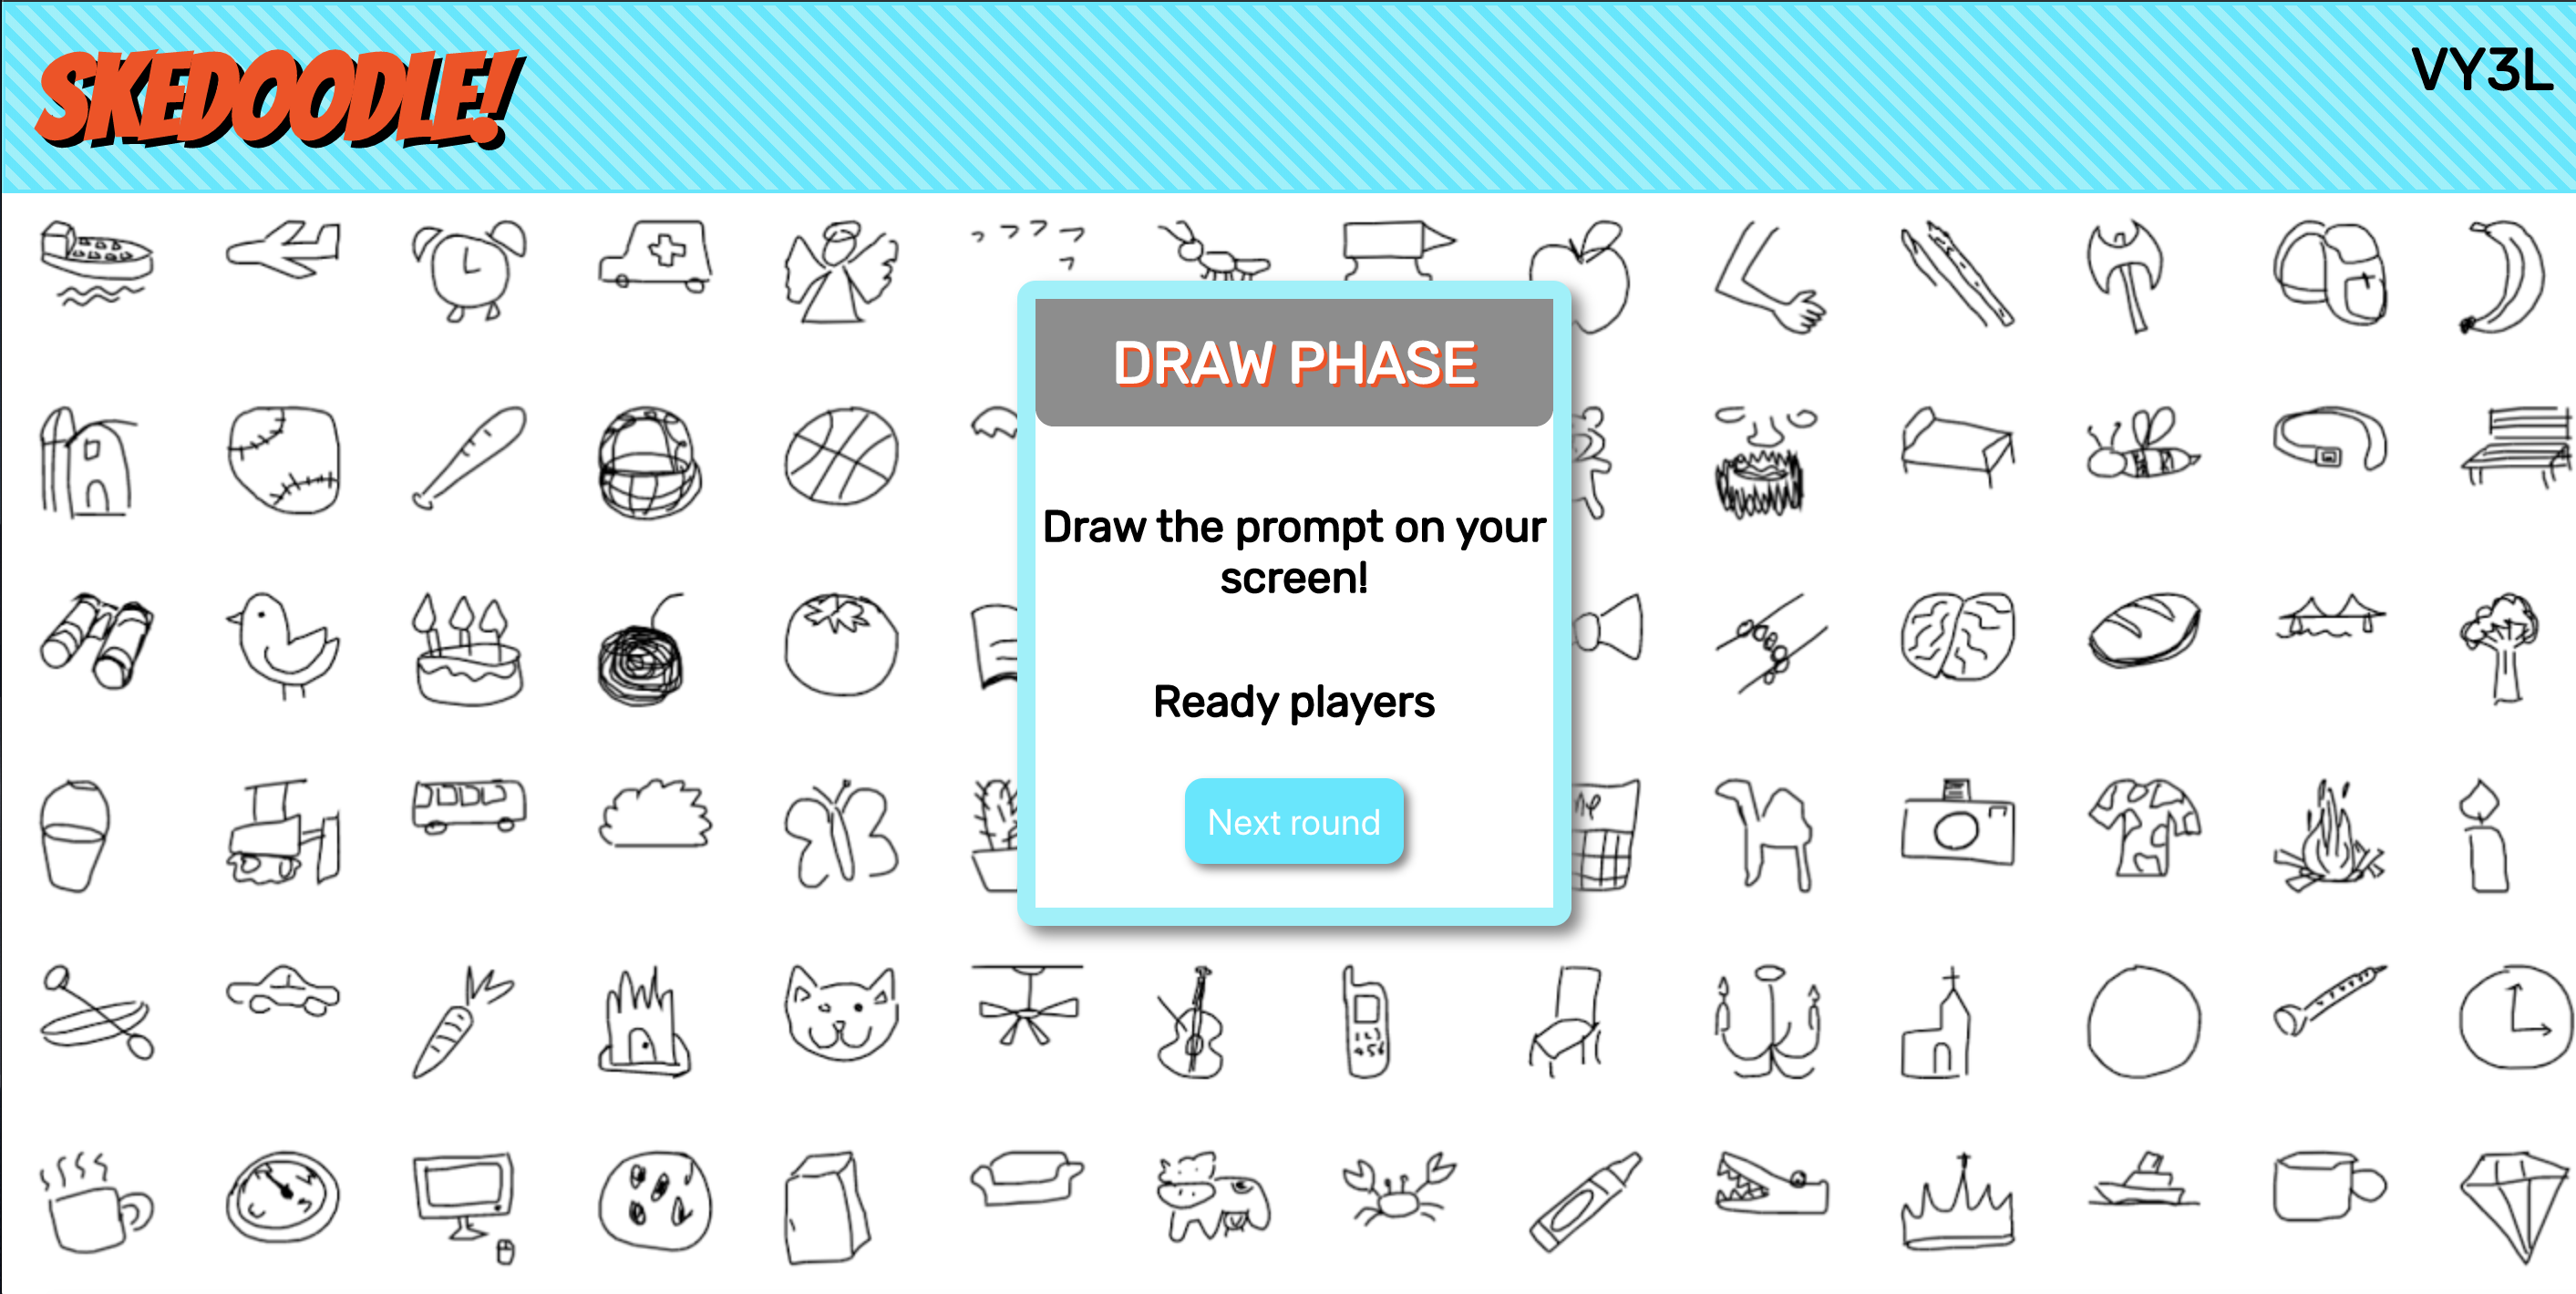 SKEDOODLE!
VY3L
DRAW PHASE
Draw the prompt on your
screen!
Ready players
Next round